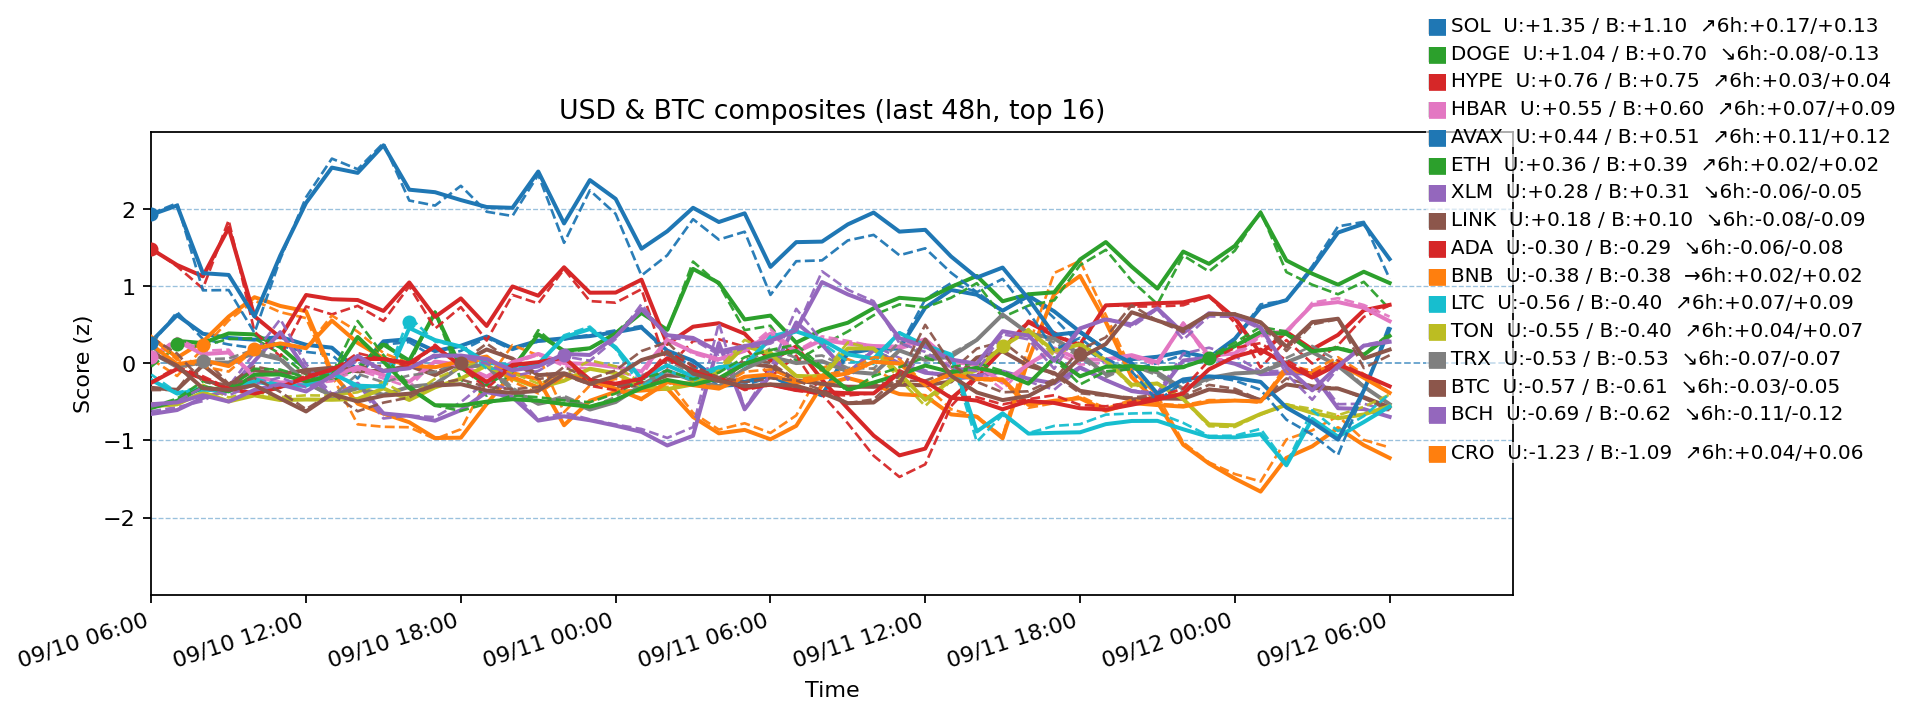 SOL U:+1.35 / B:+1.10 ↗6h:+0.17/+0.13
DOGE U:+1.04 / B:+0.70 ↘6h:-0.08/-0.13
HYPE U:+0.76 / B:+0.75 ↗6h:+0.03/+0.04
HBAR U:+0.55 / B:+0.60 ↗6h:+0.07/+0.09
AVAX U:+0.44 / B:+0.51 ↗6h:+0.11/+0.12
ETH U:+0.36 / B:+0.39 ↗6h:+0.02/+0.02
XLM U:+0.28 / B:+0.31 ↘6h:-0.06/-0.05
LINK U:+0.18 / B:+0.10 ↘6h:-0.08/-0.09
ADA U:-0.30 / B:-0.29 ↘6h:-0.06/-0.08
BNB U:-0.38 / B:-0.38 →6h:+0.02/+0.02
LTC U:-0.56 / B:-0.40 ↗6h:+0.07/+0.09
TON U:-0.55 / B:-0.40 ↗6h:+0.04/+0.07
TRX U:-0.53 / B:-0.53 ↘6h:-0.07/-0.07
BTC U:-0.57 / B:-0.61 ↘6h:-0.03/-0.05
BCH U:-0.69 / B:-0.62 ↘6h:-0.11/-0.12
CRO U:-1.23 / B:-1.09 ↗6h:+0.04/+0.06
USD & BTC composites (last 48h, top 16)
Score (z)
2
1
0
−1
−2
09/10 06:00
09/10 12:00
09/10 18:00
09/11 00:00
09/11 06:00
09/11 12:00
09/11 18:00
09/12 00:00
09/12 06:00
Time